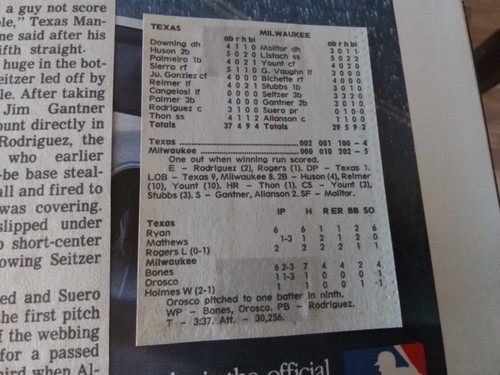 a guy not score
ble," Texas Man-
ne said after his
fifth straight.
huge in the bot-
eitzer led off by
le. After taking
Jim Gantner
ount directly in
Rodriguez, the
who earlier
-be base steal-
all and fired to
was covering.
slipped under
o short-center
owing Seitzer
ed and Suero
the first pitch
f the webbing
for a passed
ird when Al-
TEXAS MILWAUKEE
ab r h bi ab r h bi
Downing dh 4 1 1 0 Molitor dh 3 0 1 1
Huson 2b 5 0 2 0 Listach ss 5 0 2 2
Palmeiro 1b 4 0 2 1 Yount cf
Sierra rf 5 1 1 0 G. Vaughn lf 3 0 0 0
Ju. Gonzlez cf 4 0 0 0 Bichette rf 4 0 0 0
Reimer lf 4 0 2 1 Stubbs 1b 3 0 1 0
Cangelosi lf 0 0 0 0 Seitzer 3b
Palmer 3b 4 0 0 0 Gantner 2b 3 0 1 0
Rodriguez c 3 1 0 0 Suero pr 0 1 0 0
Thon ss 4 1 1 2 Allanson c 1 1 0 0
Totals 37 4 9 4 Totals 29 5 9 3
Texas 002 001 100—4
Milwaukee 000 010 202—5
One out when winning run scored.
E — Rodriguez (2), Rogers (1). DP — Texas 1.
LOB — Texas 9, Milwaukee 8. 2B — Huson (4), Reimer
(10), Yount (10). HR — Thon (1). CS — Yount (3),
Stubbs (3). S — Gantner, Allanson 2. SF — Molitor.
IP H R ER BB SO
Texas
Ryan 6 6 1 1 2 6
Mathews 1-3 1 2 1 2 0
Rogers L (0-1) 2 2 2 2 1 1
Milwaukee
Bones 6 2-3 7 4 4 2 4
Orosco 1 1-3 1 0 0 0 1
Holmes W (2-1) 1 1 0 0 1
Orosco pitched to one batter in ninth.
WP — Bones, Orosco. PB — Rodriguez.
T — 3:37. Att. — 30,256.
in the official